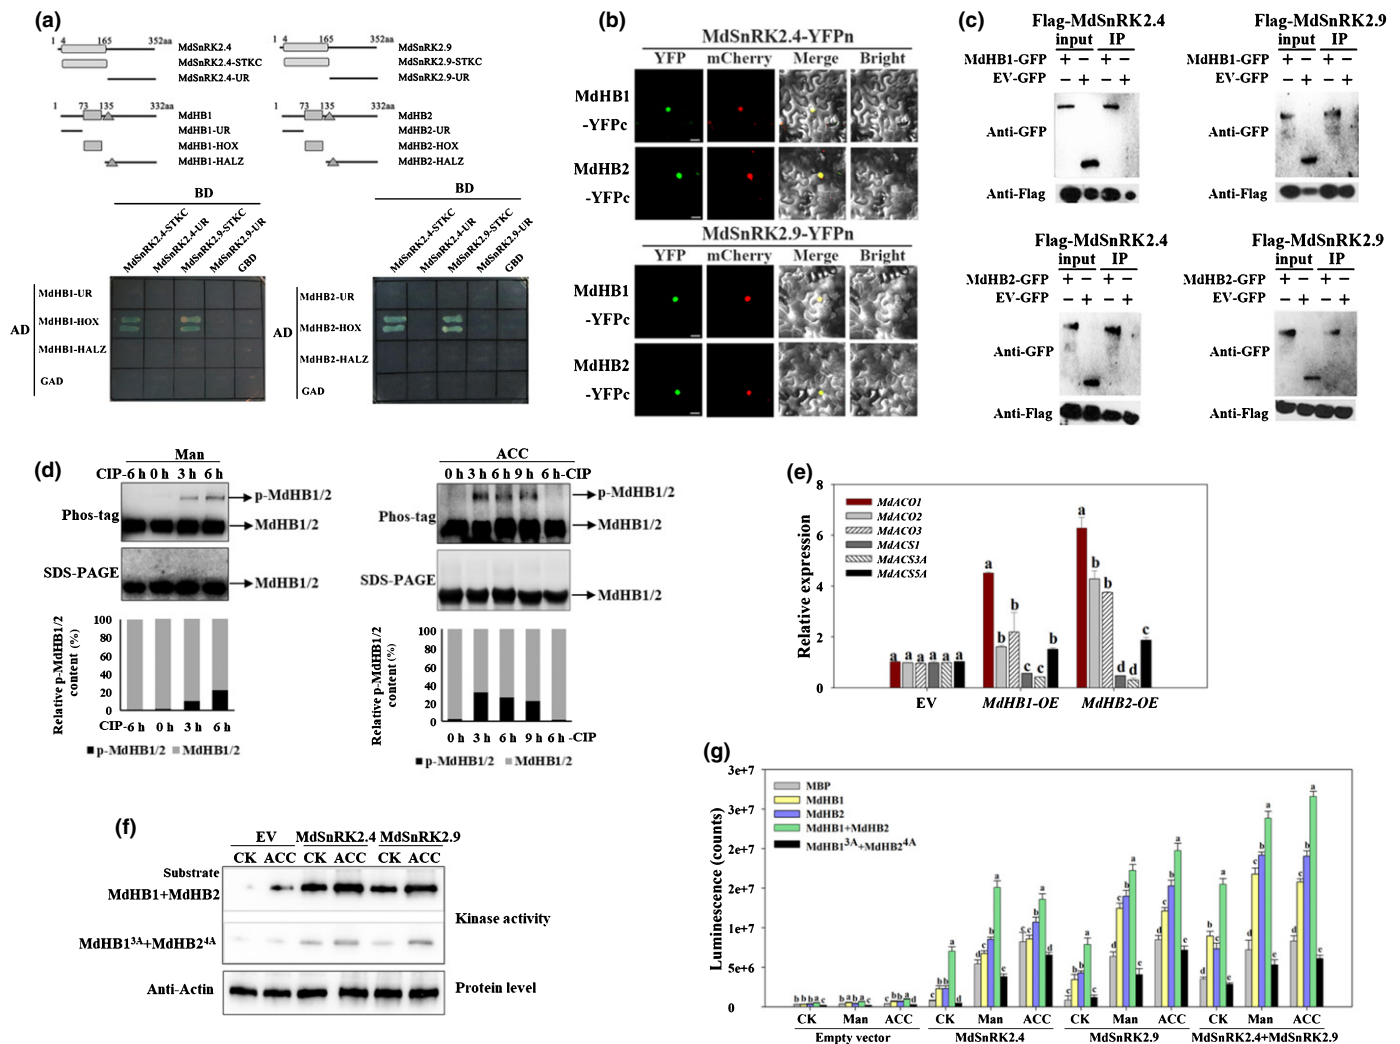 (a)
1 4 165 352aa MdSnRK2.4
MdSnRK2.4-STKC
MdSnRK2.4-UR
1 4 165 352aa MdSnRK2.9
MdSnRK2.9-STKC
MdSnRK2.9-UR
1 73 135 332aa MdHB1
MdHB1-UR
MdHB1-HOX
MdHB1-HALZ
1 73 135 332aa MdHB2
MdHB2-UR
MdHB2-HOX
MdHB2-HALZ
BD
MdSnRK2.4-STKC MdSnRK2.4-UR MdSnRK2.9-STKC MdSnRK2.9-UR GBD
AD
MdHB1-UR
MdHB1-HOX
MdHB1-HALZ
GAD
BD
MdSnRK2.4-STKC MdSnRK2.4-UR MdSnRK2.9-STKC MdSnRK2.9-UR GBD
AD
MdHB2-UR
MdHB2-HOX
MdHB2-HALZ
GAD
(b)
MdSnRK2.4-YFPn
YFP mCherry Merge Bright
MdHB1
-YFPc
MdHB2
-YFPc
MdSnRK2.9-YFPn
YFP mCherry Merge Bright
MdHB1
-YFPc
MdHB2
-YFPc
(c)
Flag-MdSnRK2.4
input IP
MdHB1-GFP + − + −
EV-GFP − + − +
Anti-GFP
Anti-Flag
Flag-MdSnRK2.9
input IP
MdHB1-GFP + − + −
EV-GFP − + − +
Anti-GFP
Anti-Flag
Flag-MdSnRK2.4
input IP
MdHB2-GFP + − + −
EV-GFP − + − +
Anti-GFP
Anti-Flag
Flag-MdSnRK2.9
input IP
MdHB2-GFP + − + −
EV-GFP − + − +
Anti-GFP
Anti-Flag
(d)
Man
CIP-6 h 0 h 3 h 6 h
p-MdHB1/2
Phos-tag MdHB1/2
SDS-PAGE MdHB1/2
Relative p-MdHB1/2
content (%)
100
80
60
40
20
0
CIP-6 h 0 h 3 h 6 h
p-MdHB1/2 MdHB1/2
ACC
0 h 3 h 6 h 9 h 6 h-CIP
p-MdHB1/2
Phos-tag MdHB1/2
SDS-PAGE MdHB1/2
Relative p-MdHB1/2
content (%)
100
80
60
40
20
0
0 h 3 h 6 h 9 h 6 h -CIP
p-MdHB1/2 MdHB1/2
(e)
Relative expression
8
6
4
2
0
MdACO1
MdACO2
MdACO3
MdACS1
MdACS3A
MdACS5A
a a a a a a
a b b c c b
a b b d d c
EV MdHB1-OE MdHB2-OE
(f)
EV MdSnRK2.4 MdSnRK2.9
CK ACC CK ACC CK ACC
Substrate
MdHB1+MdHB2
Kinase activity
MdHB1³ᴬ+MdHB2⁴ᴬ
Anti-Actin Protein level
(g)
Luminescence (counts)
3e+7
3e+7
2e+7
2e+7
1e+7
5e+6
0
MBP
MdHB1
MdHB2
MdHB1+MdHB2
MdHB1³ᴬ+MdHB2⁴ᴬ
CK Man ACC CK Man ACC CK Man ACC CK Man ACC
Empty vector MdSnRK2.4 MdSnRK2.9 MdSnRK2.4+MdSnRK2.9